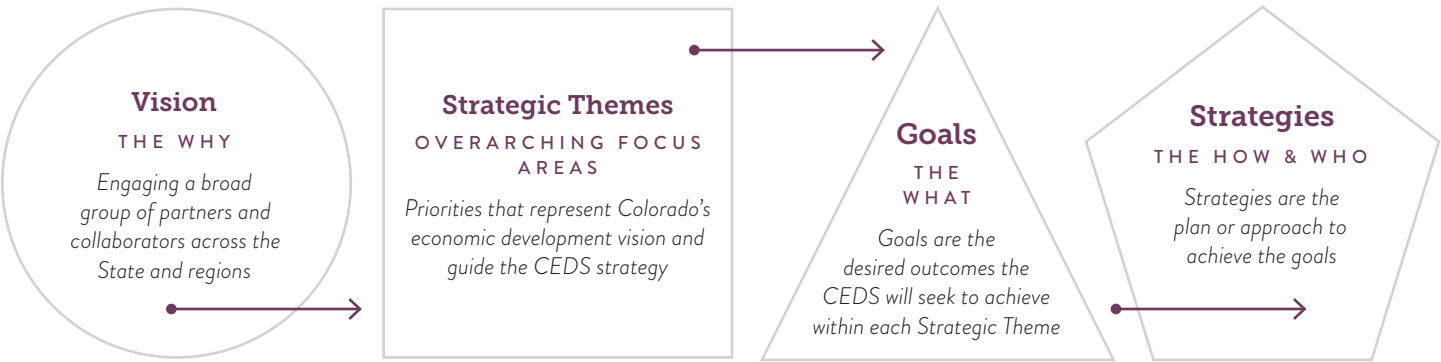 Vision
THE WHY
Engaging a broad
group of partners and
collaborators across the
State and regions
Strategic Themes
OVERARCHING FOCUS
AREAS
Priorities that represent Colorado's
economic development vision and
guide the CEDS strategy
Goals
THE
WHAT
Goals are the
desired outcomes the
CEDS will seek to achieve
within each Strategic Theme
Strategies
THE HOW & WHO
Strategies are the
plan or approach to
achieve the goals